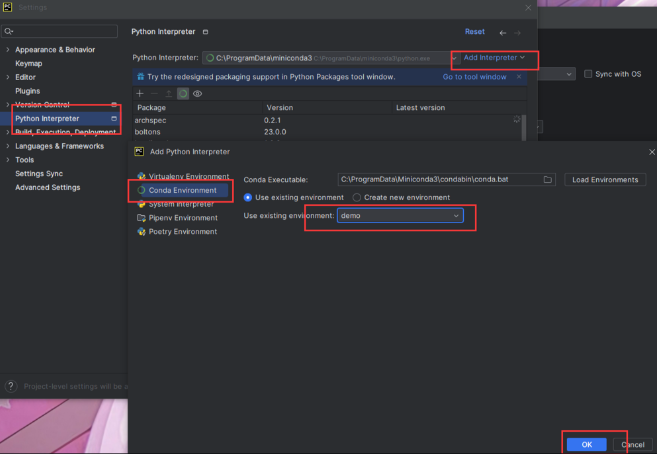 PC Settings
Python Interpreter
Reset
Python Interpreter: C:\ProgramData\miniconda3 C:\ProgramData\miniconda3\python.exe
Add Interpreter
Try the redesigned packaging support in Python Packages tool window.
Go to tool window
Package Version Latest version
archspec 0.2.1
boltons 23.0.0
Appearance & Behavior
Keymap
Editor
Plugins
Version Control
Python Interpreter
Build, Execution, Deployment
Languages & Frameworks
Tools
Settings Sync
Advanced Settings
? Project-level settings will be
Sync with OS
PC Add Python Interpreter
Virtualenv Environment
Conda Environment
System Interpreter
Pipenv Environment
Poetry Environment
Conda Executable: C:\ProgramData\Miniconda3\condabin\conda.bat
Load Environments
Use existing environment Create new environment
Use existing environment: demo
OK Cancel